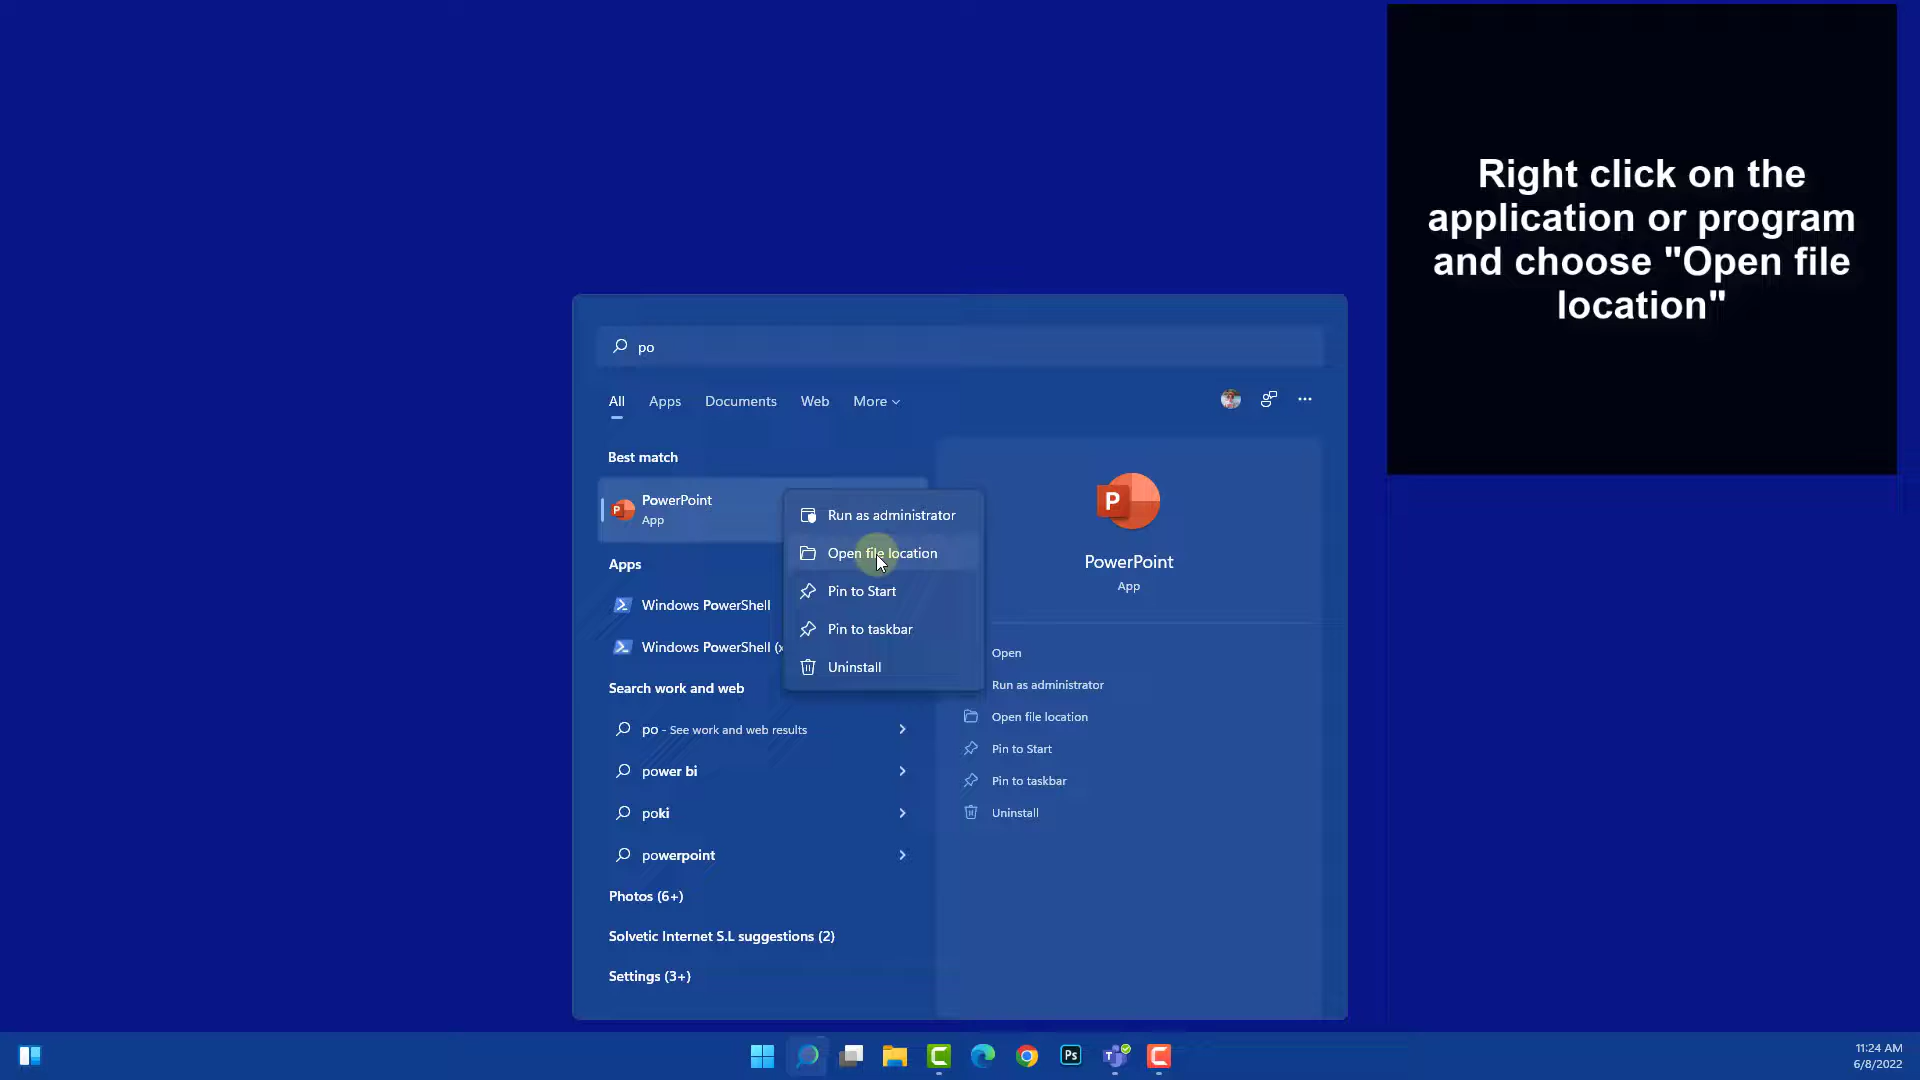 Right click on the
application or program
and choose "Open file
location"
po
All Apps Documents Web More
Best match
PowerPoint
App
Run as administrator
Open file location
Pin to Start
Pin to taskbar
Uninstall
Apps
Windows PowerShell
Windows PowerShell (x
Search work and web
po - See work and web results
power bi
poki
powerpoint
Photos (6+)
Solvetic Internet S.L suggestions (2)
Settings (3+)
P
PowerPoint
App
Open
Run as administrator
Open file location
Pin to Start
Pin to taskbar
Uninstall
Ps
11:24 AM
6/8/2022